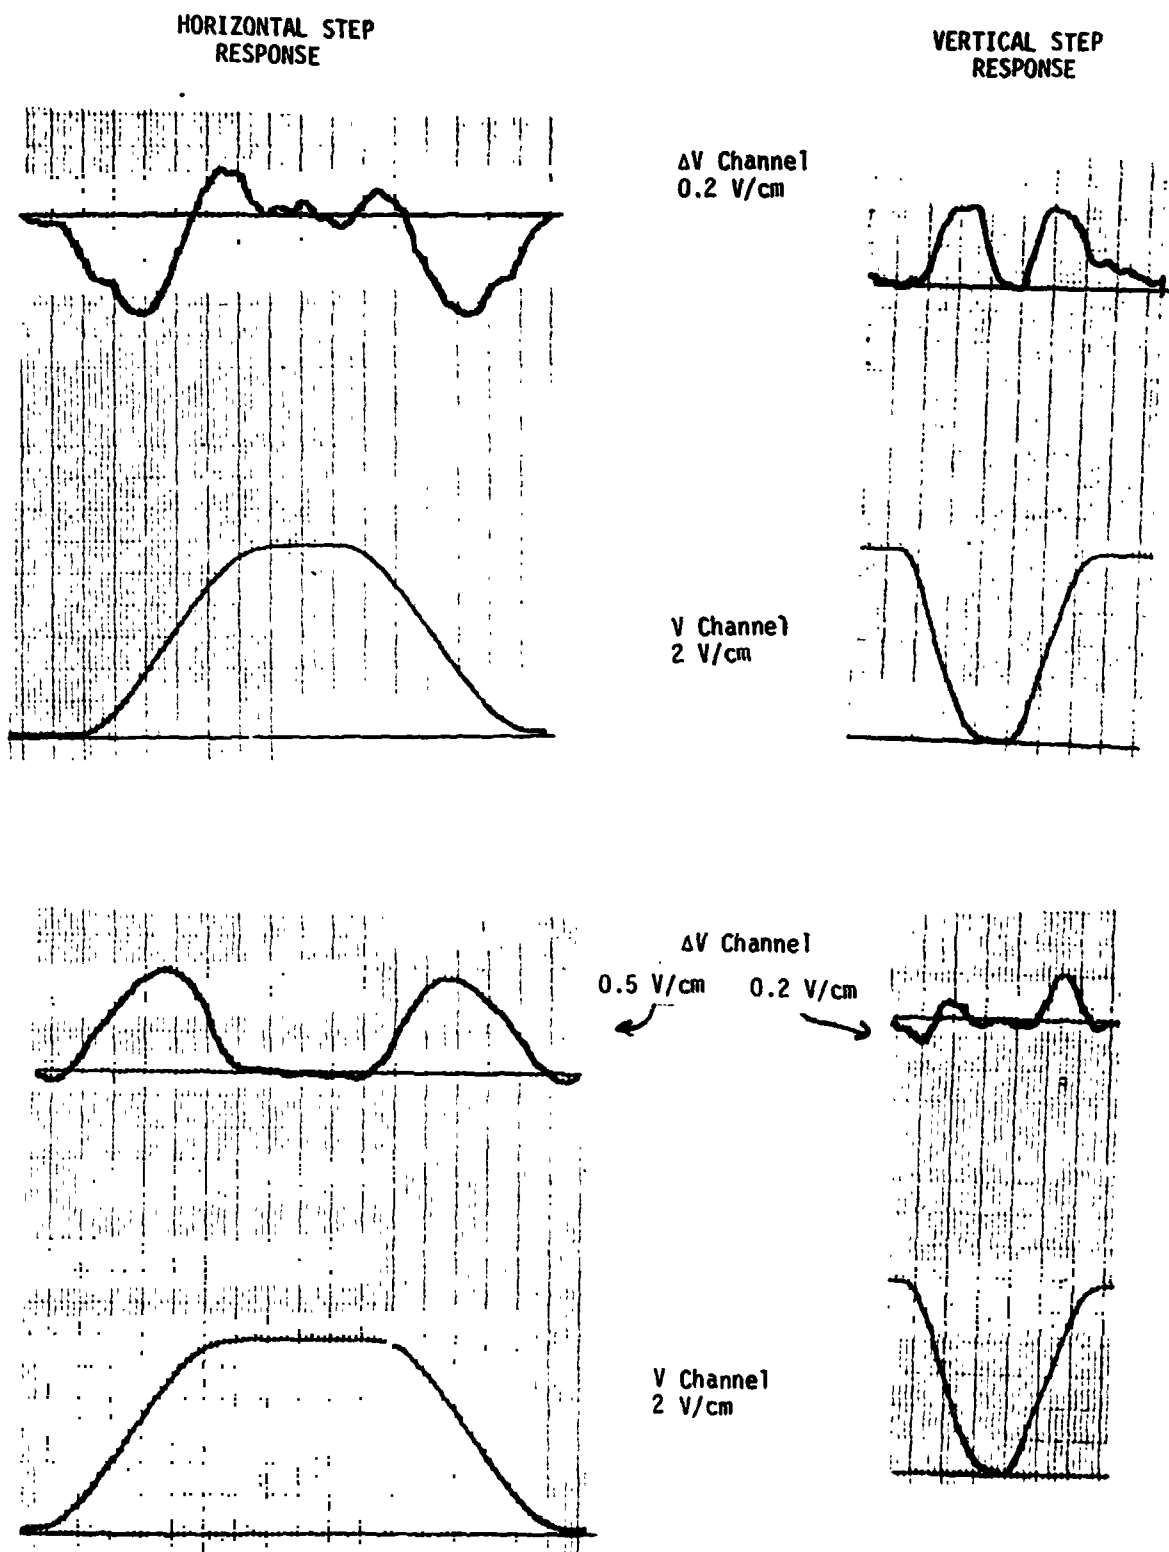 HORIZONTAL STEP
RESPONSE
VERTICAL STEP
RESPONSE
ΔV Channel
0.2 V/cm
V Channel
2 V/cm
ΔV Channel
0.5 V/cm 0.2 V/cm
V Channel
2 V/cm